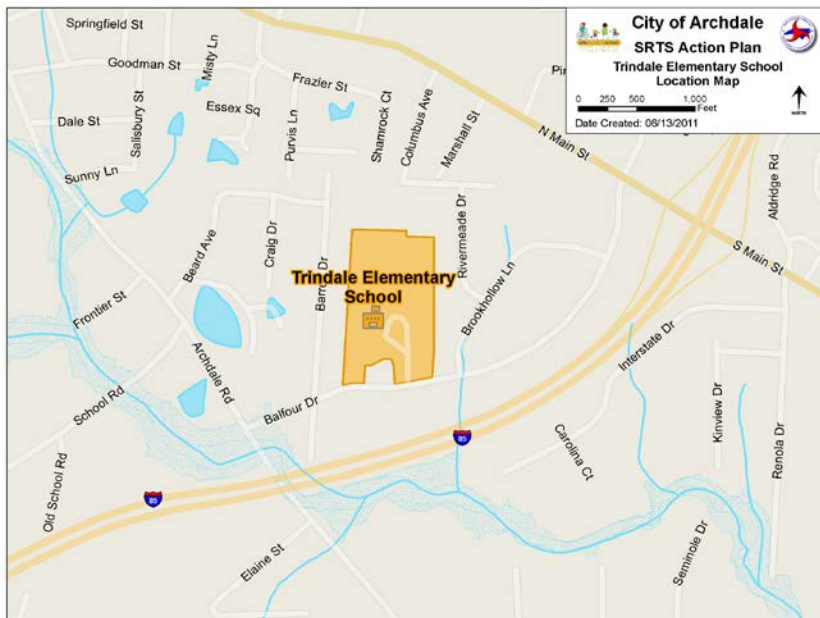 City of Archdale
SRTS Action Plan
Trindale Elementary School
Location Map
0 250 500 1,000
Feet
NORTH
Date Created: 06/13/2011
Springfield St
Misty Ln
Goodman St
Frazier St
Salisbury St
Essex Sq
Dale St
Purvis Ln
Shamrock Ct
Columbus Ave
Marshall St
N Main St
Sunny Ln
Aldridge Rd
Beard Ave
Craig Dr
Rivermeade Dr
S Main St
Trindale Elementary
School
Frontier St
Brookhollow Ln
Archdale Rd
Interstate Dr
School Rd
Balfour Dr
85
Carolina Ct
Kinview Dr
Renola Dr
Old School Rd
85
Elaine St
Seminole Dr